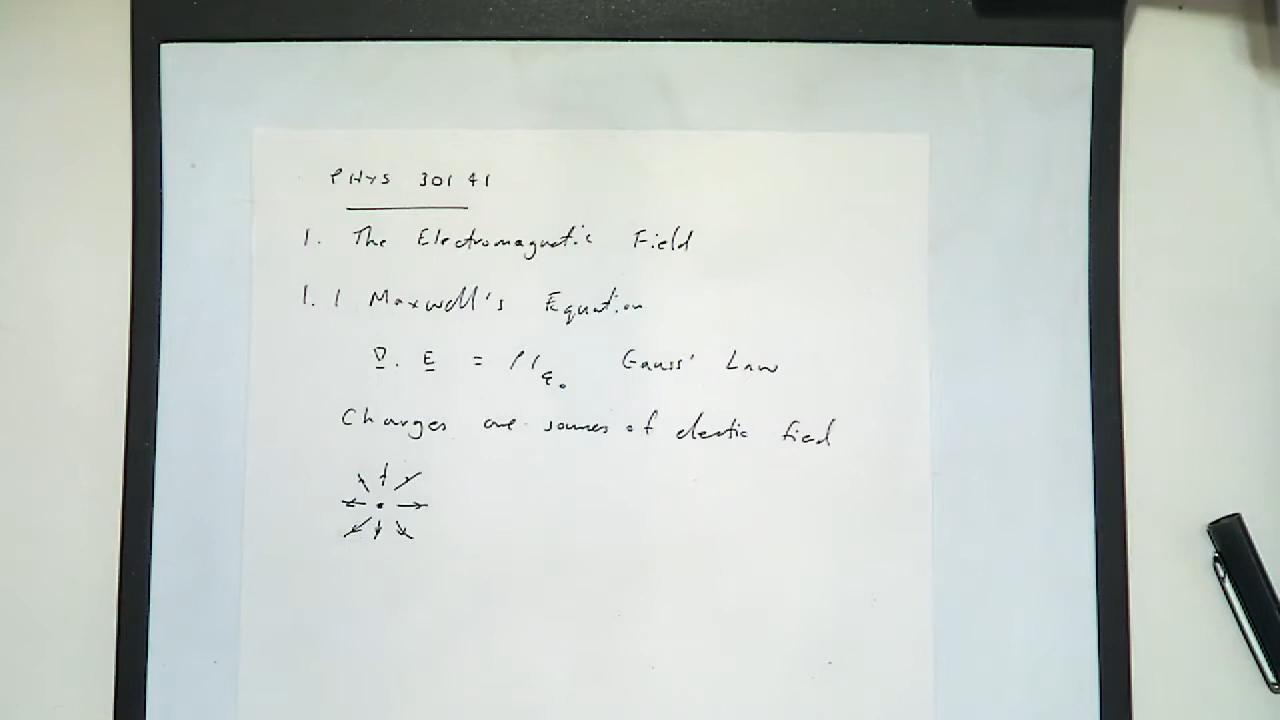 PHYS 30141
1. The Electromagnetic Field
1.1 Maxwell's Equation
∇. E = ρ/ε₀ Gauss' Law
Charges are sources of electric field